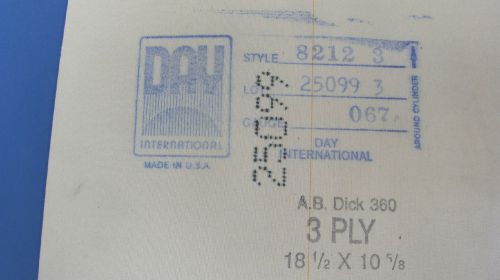 DAY
INTERNATIONAL
MADE IN U.S.A.
STYLE 8212 3
LOT 25099 3
GAUGE 067
DAY
INTERNATIONAL
AROUND CYLINDER
25099
A.B. Dick 360
3 PLY
18 1/2 X 10 5/8